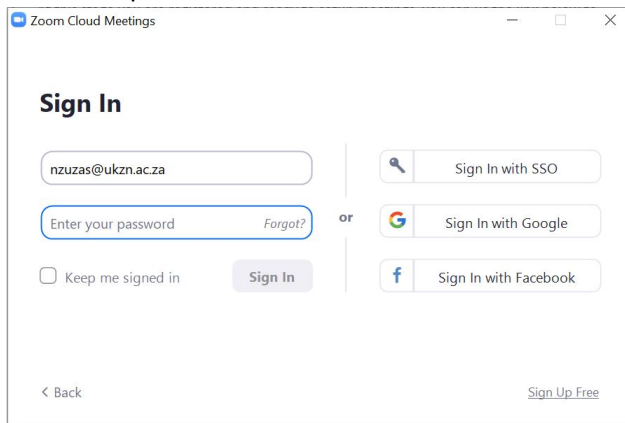 Zoom Cloud Meetings
Sign In
nzuzas@ukzn.ac.za
Enter your password Forgot?
Keep me signed in Sign In
or
Sign In with SSO
Sign In with Google
Sign In with Facebook
< Back
Sign Up Free